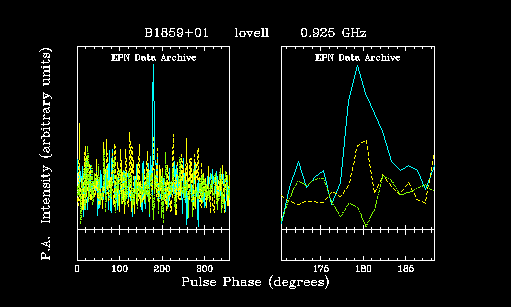 B1859+01 lovell 0.925 GHz
EPN Data Archive EPN Data Archive
P.A. Intensity (arbitrary units)
0 100 200 300 175 180 185
Pulse Phase (degrees)